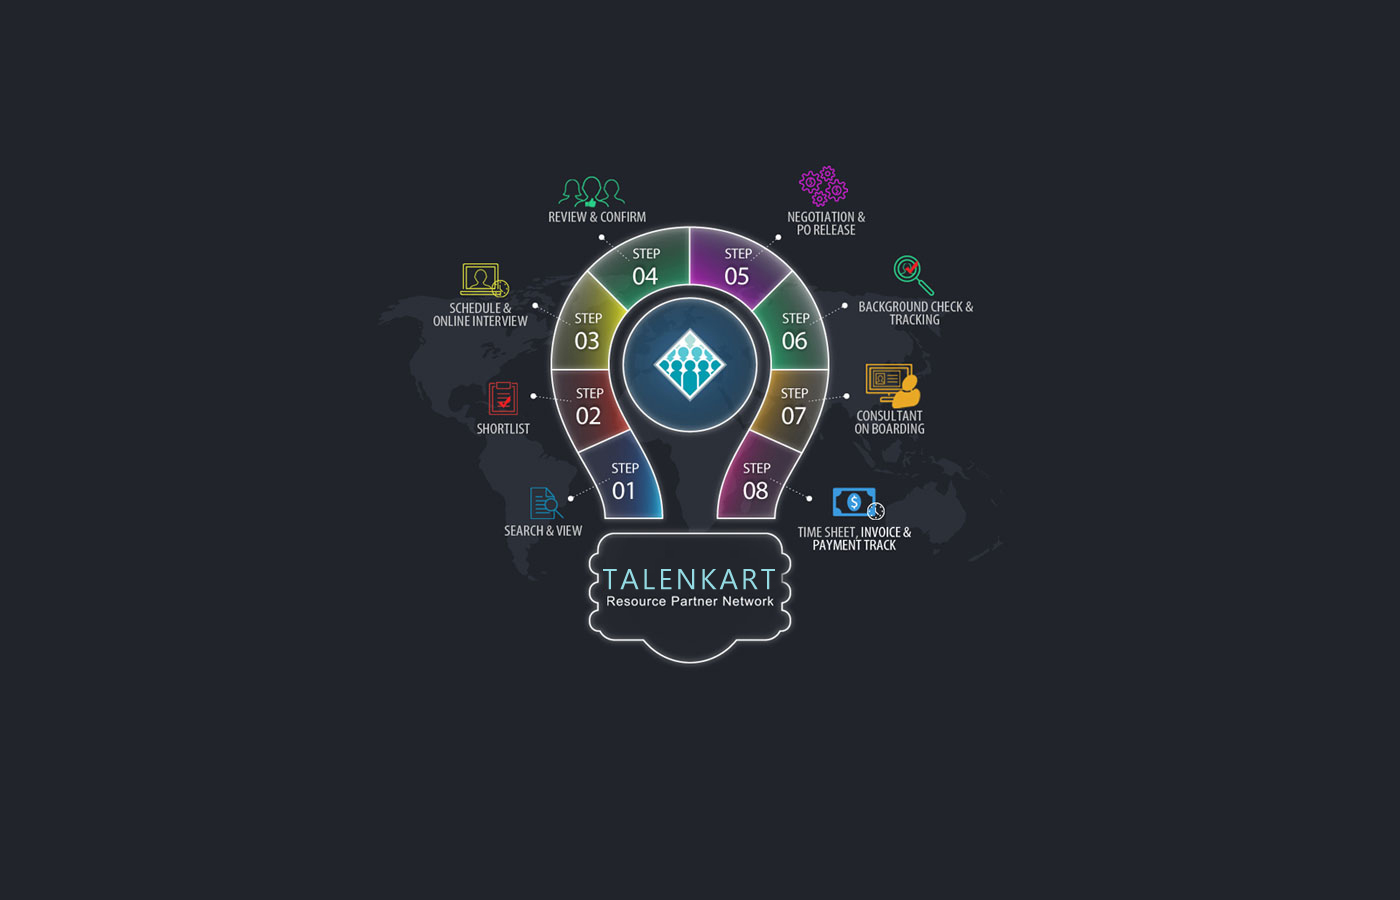 REVIEW & CONFIRM
NEGOTIATION &
PO RELEASE
STEP
04
STEP
05
SCHEDULE &
ONLINE INTERVIEW
STEP
03
STEP
06
BACKGROUND CHECK &
TRACKING
SHORTLIST
STEP
02
STEP
07
CONSULTANT
ON BOARDING
SEARCH & VIEW
STEP
01
STEP
08
$
TIME SHEET, INVOICE &
PAYMENT TRACK
TALENKART
Resource Partner Network